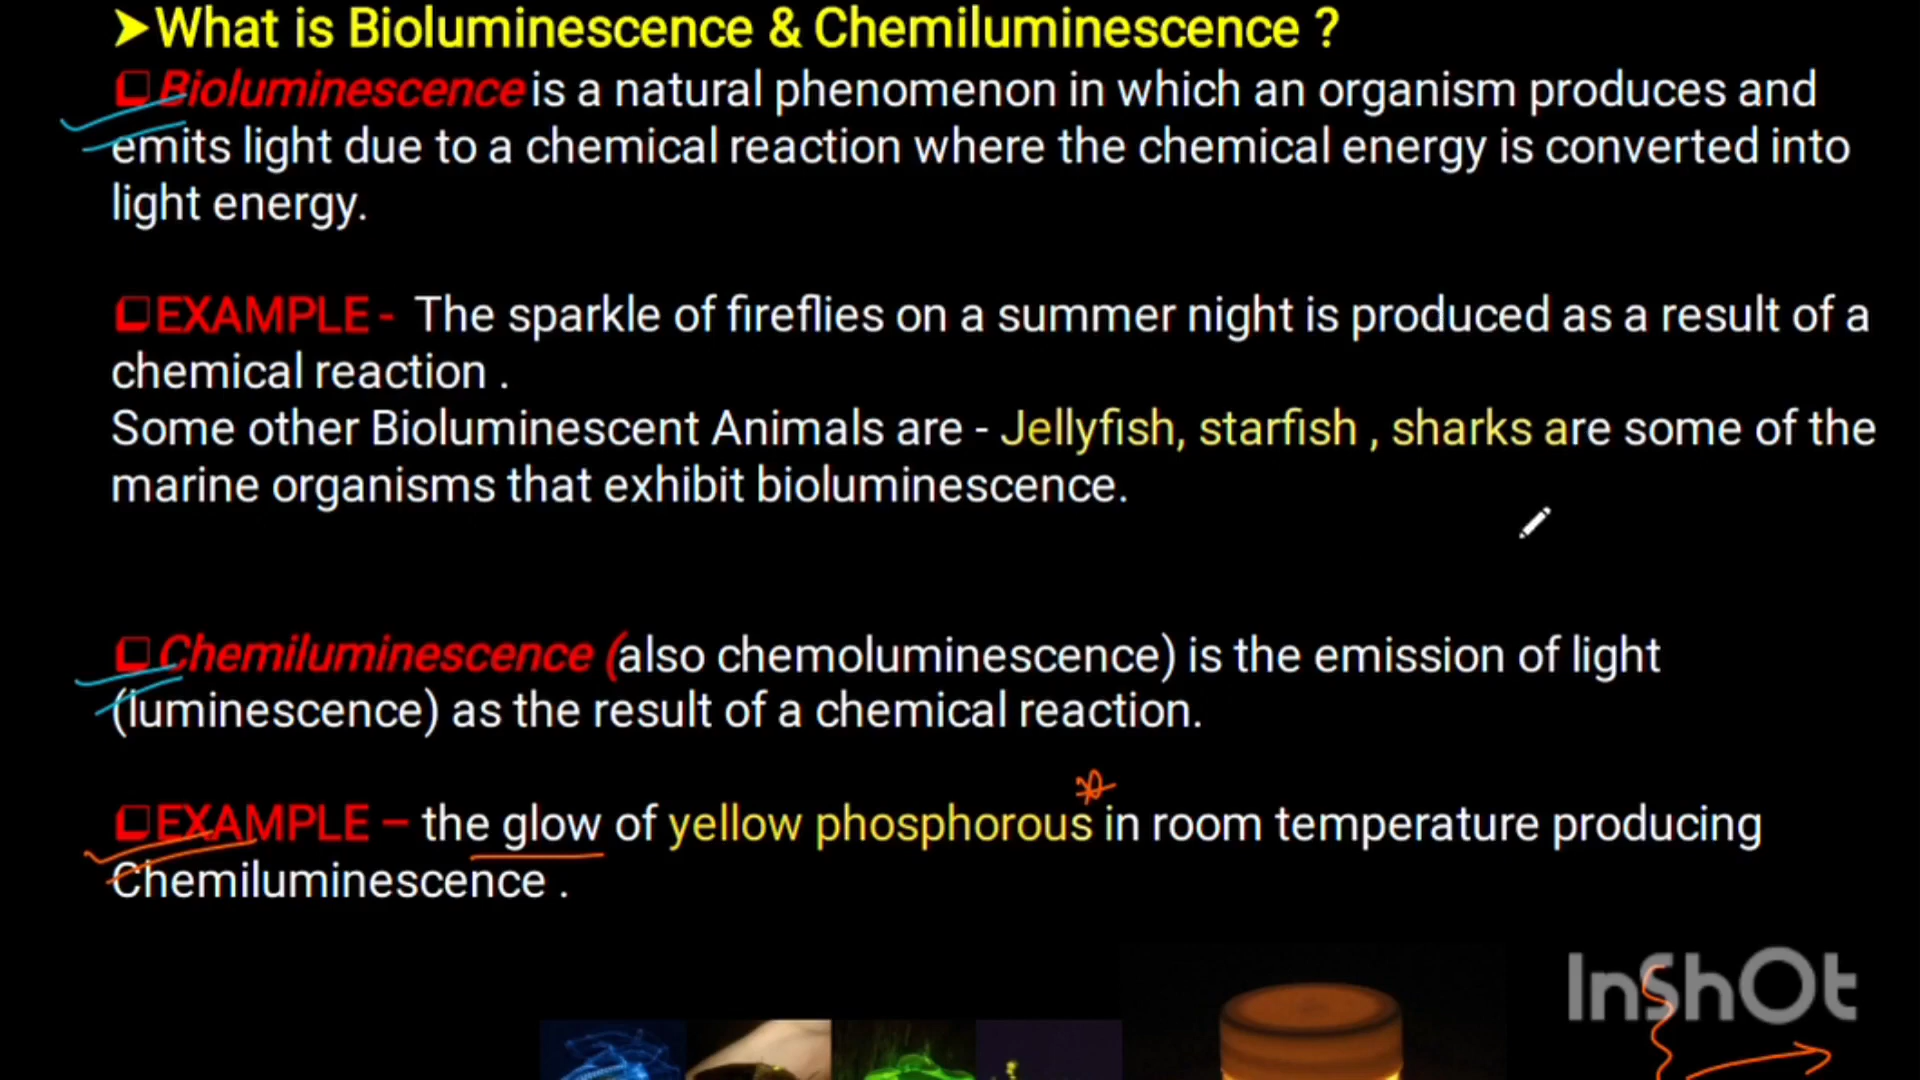 ➤What is Bioluminescence & Chemiluminescence ?
❑Bioluminescence is a natural phenomenon in which an organism produces and
emits light due to a chemical reaction where the chemical energy is converted into
light energy.
❑EXAMPLE - The sparkle of fireflies on a summer night is produced as a result of a
chemical reaction .
Some other Bioluminescent Animals are - Jellyfish, starfish , sharks are some of the
marine organisms that exhibit bioluminescence.
❑Chemiluminescence (also chemoluminescence) is the emission of light
(luminescence) as the result of a chemical reaction.
❑EXAMPLE – the glow of yellow phosphorous in room temperature producing
Chemiluminescence .
InShOt